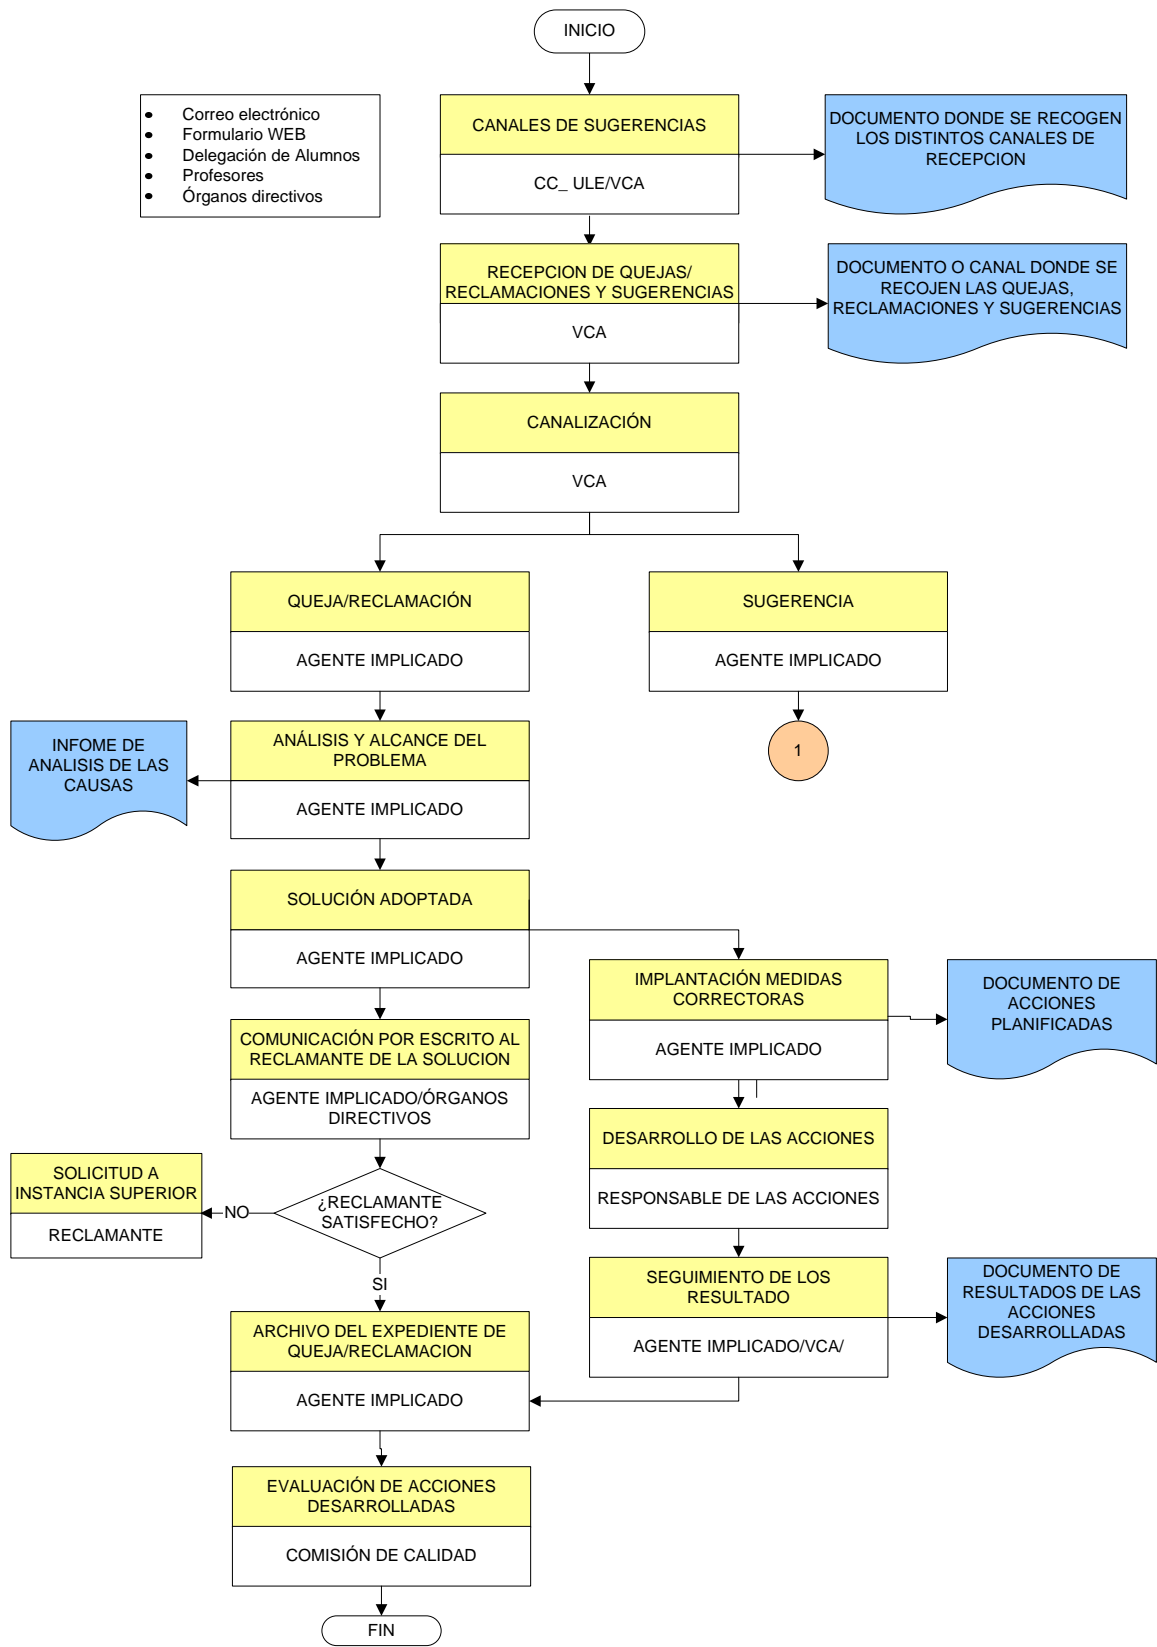 INICIO
Correo electrónico
Formulario WEB
Delegación de Alumnos
Profesores
Órganos directivos
CANALES DE SUGERENCIAS
CC_ ULE/VCA
DOCUMENTO DONDE SE RECOGEN
LOS DISTINTOS CANALES DE
RECEPCION
RECEPCION DE QUEJAS/
RECLAMACIONES Y SUGERENCIAS
VCA
DOCUMENTO O CANAL DONDE SE
RECOJEN LAS QUEJAS,
RECLAMACIONES Y SUGERENCIAS
CANALIZACIÓN
VCA
QUEJA/RECLAMACIÓN
AGENTE IMPLICADO
SUGERENCIA
AGENTE IMPLICADO
1
INFOME DE
ANALISIS DE LAS
CAUSAS
ANÁLISIS Y ALCANCE DEL
PROBLEMA
AGENTE IMPLICADO
SOLUCIÓN ADOPTADA
AGENTE IMPLICADO
IMPLANTACIÓN MEDIDAS
CORRECTORAS
AGENTE IMPLICADO
DOCUMENTO DE
ACCIONES
PLANIFICADAS
COMUNICACIÓN POR ESCRITO AL
RECLAMANTE DE LA SOLUCION
AGENTE IMPLICADO/ÓRGANOS
DIRECTIVOS
DESARROLLO DE LAS ACCIONES
RESPONSABLE DE LAS ACCIONES
SOLICITUD A
INSTANCIA SUPERIOR
RECLAMANTE
NO
¿RECLAMANTE
SATISFECHO?
SI
SEGUIMIENTO DE LOS
RESULTADO
AGENTE IMPLICADO/VCA/
DOCUMENTO DE
RESULTADOS DE LAS
ACCIONES
DESARROLLADAS
ARCHIVO DEL EXPEDIENTE DE
QUEJA/RECLAMACION
AGENTE IMPLICADO
EVALUACIÓN DE ACCIONES
DESARROLLADAS
COMISIÓN DE CALIDAD
FIN